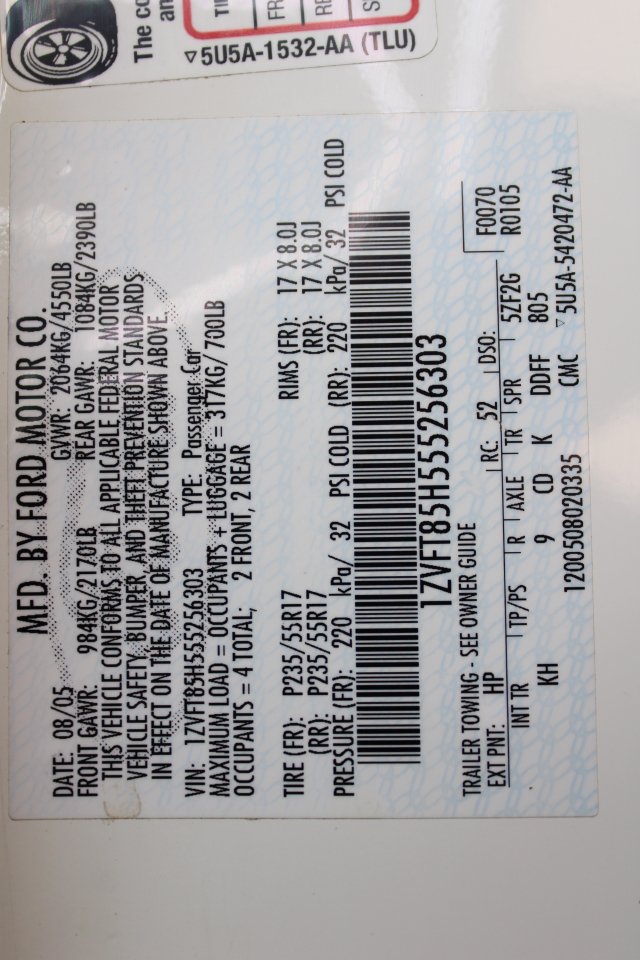 The co
an
TI
FR
RE
S
▽5U5A-1532-AA (TLU)
MFD. BY FORD MOTOR CO.
DATE: 08/05 GVWR: 2064KG/4550LB
FRONT GAWR: 984KG/2170LB REAR GAWR: 1084KG/2390LB
THIS VEHICLE CONFORMS TO ALL APPLICABLE FEDERAL MOTOR
VEHICLE SAFETY, BUMPER, AND THEFT PREVENTION STANDARDS
IN EFFECT ON THE DATE OF MANUFACTURE SHOWN ABOVE.
VIN: 1ZVFT85H555256303 TYPE: Passenger Car
MAXIMUM LOAD = OCCUPANTS + LUGGAGE = 317KG/700LB
OCCUPANTS = 4 TOTAL; 2 FRONT, 2 REAR
TIRE (FR): P235/55R17 RIMS (FR): 17 X 8.0J
(RR): P235/55R17 (RR): 17 X 8.0J
PRESSURE (FR): 220 kPa/ 32 PSI COLD (RR): 220 kPa/ 32 PSI COLD
1ZVFT85H555256303
TRAILER TOWING - SEE OWNER GUIDE
EXT PNT: HP RC: 52 DSO: F0070
INT TR TP/PS R AXLE TR SPR 5ZF2G R0105
KH 9 CD K DDFF 805
1200508020335 CMC ▽5U5A-5420472-AA